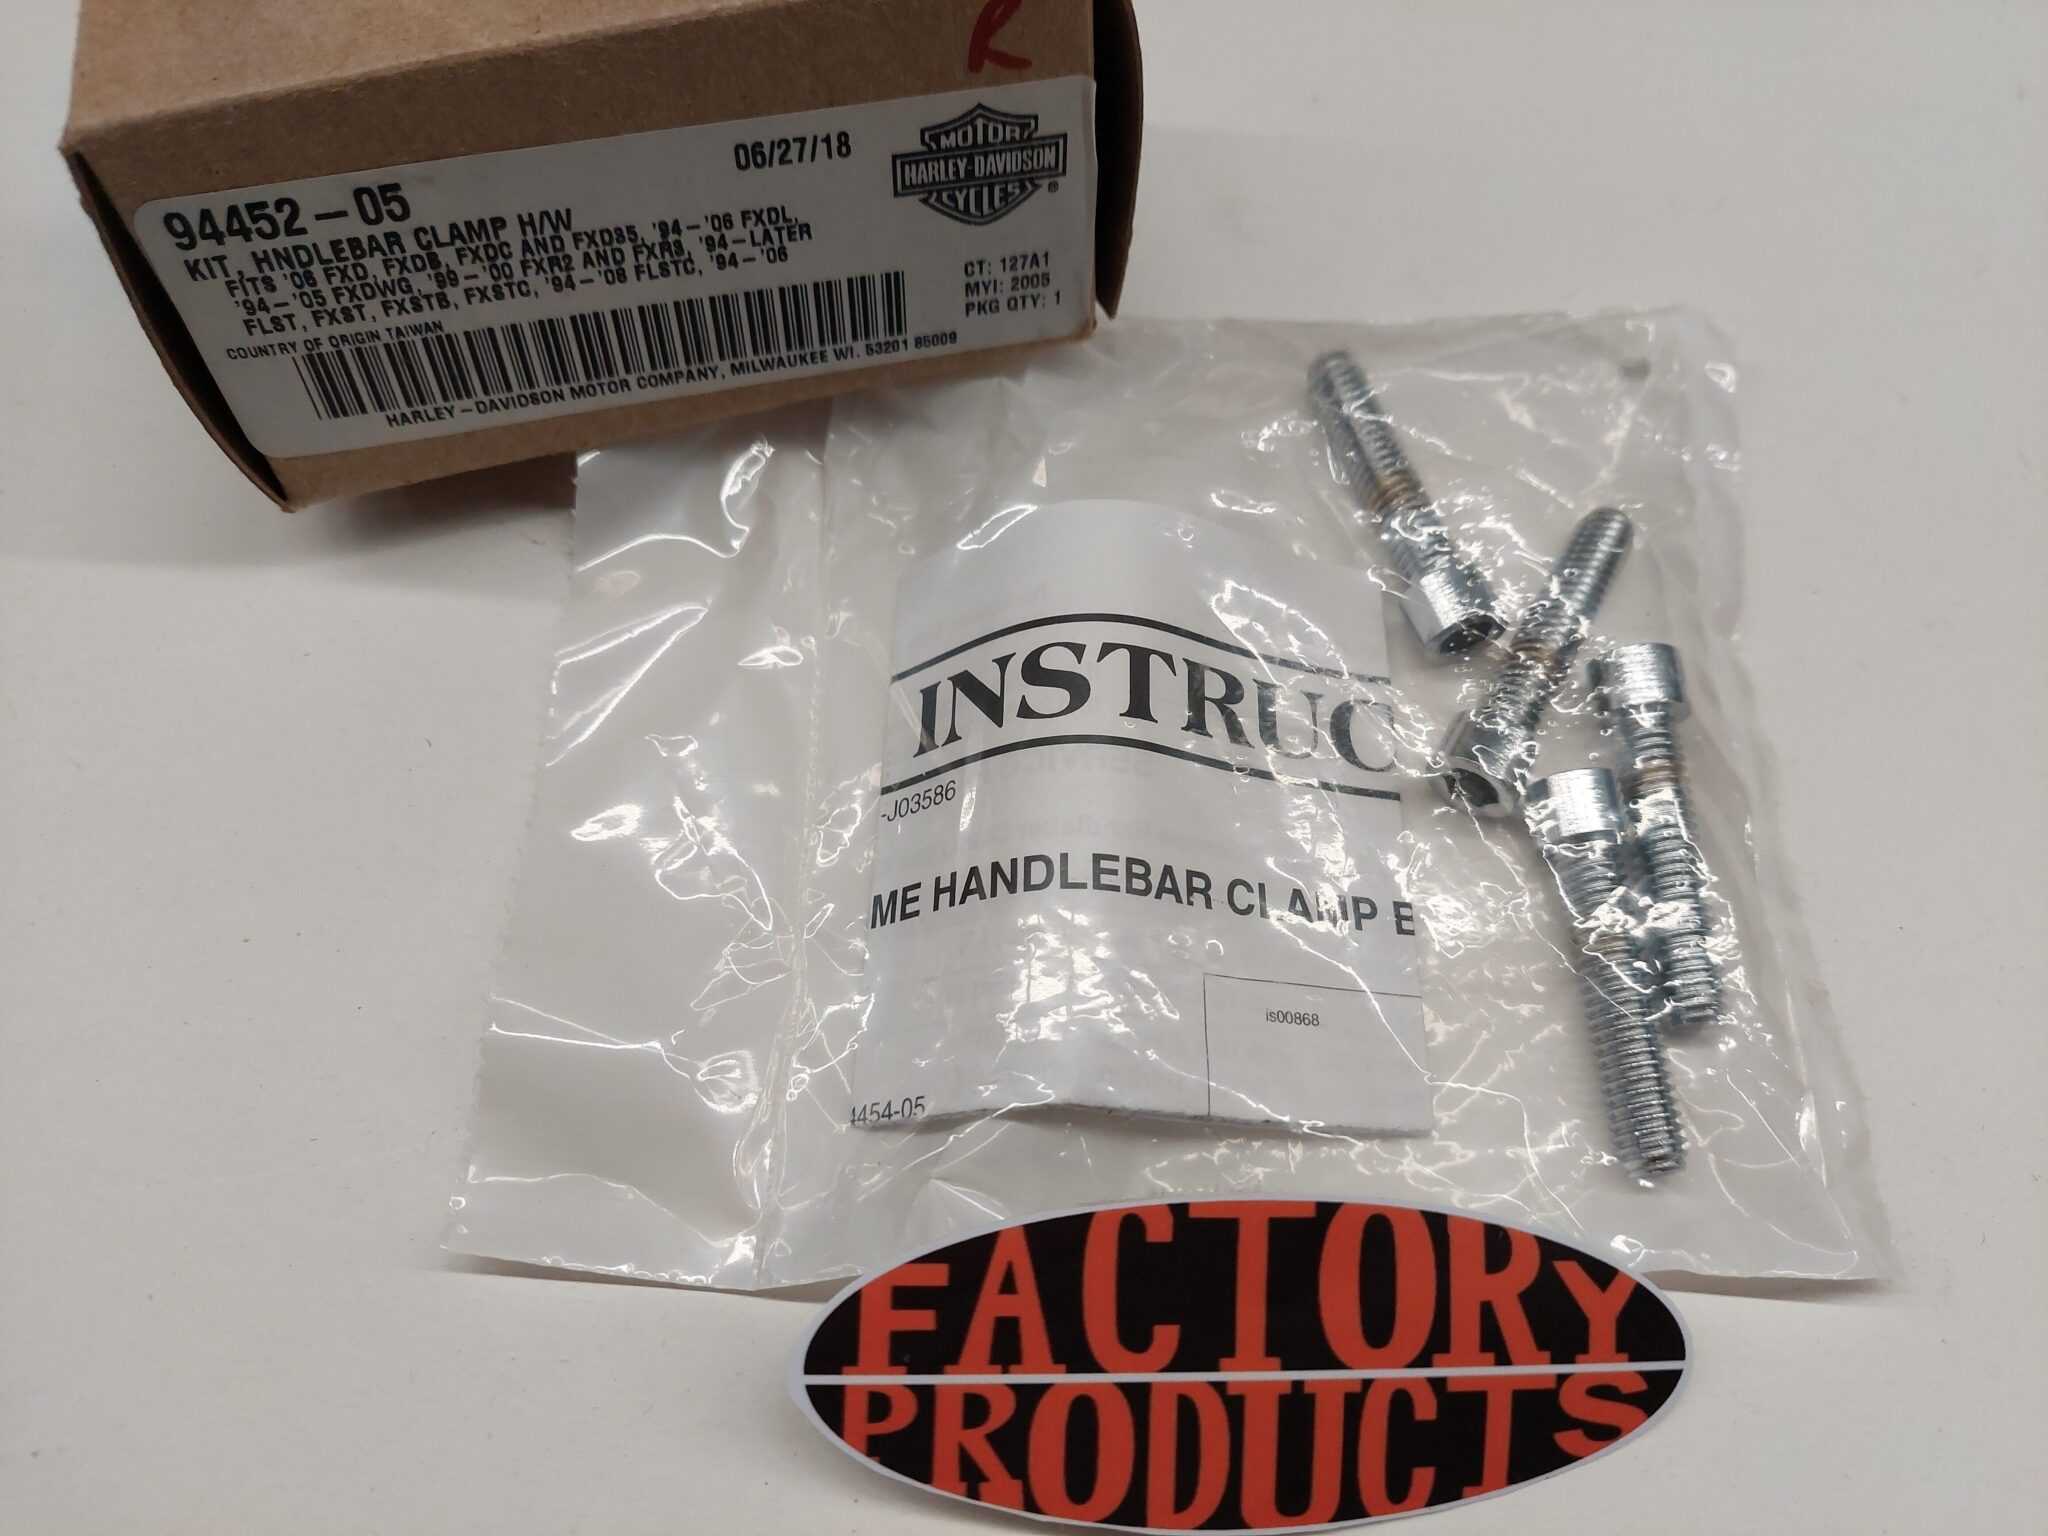 R
06/27/18
MOTOR
HARLEY-DAVIDSON
CYCLES
®
94452-05
KIT, HNDLEBAR CLAMP H/W
FITS '06 FXD, FXDB, FXDC AND FXD35, '94-'06 FXDL,
'94-'05 FXDWG, '99-'00 FXR2 AND FXR3, '94-LATER
FLST, FXST, FXSTB, FXSTC, '94-'06 FLSTC, '94-'06
COUNTRY OF ORIGIN TAIWAN
CT: 127A1
MYI: 2005
PKG QTY: 1
HARLEY-DAVIDSON MOTOR COMPANY, MILWAUKEE WI. 53201 85009
INSTRUC
-J03586
ME HANDLEBAR CLAMP B
is00868
4454-05
FACTORY
PRODUCTS